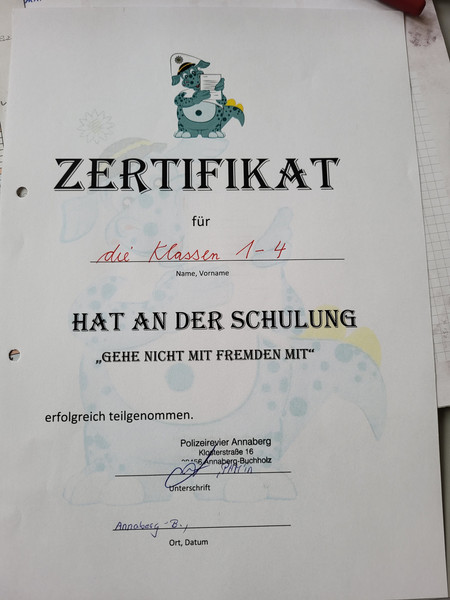 ZERTIFIKAT
für
die Klassen 1-4
Name, Vorname
HAT AN DER SCHULUNG
„GEHE NICHT MIT FREMDEN MIT“
erfolgreich teilgenommen.
Polizeirevier Annaberg
Klosterstraße 16
09456 Annaberg-Buchholz
Unterschrift
Annaberg-B.,
Ort, Datum